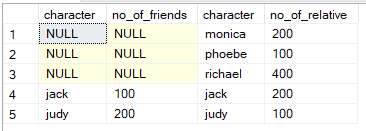 character no_of_friends character no_of_relative
1 NULL NULL monica 200
2 NULL NULL phoebe 100
3 NULL NULL richael 400
4 jack 100 jack 200
5 judy 200 judy 100